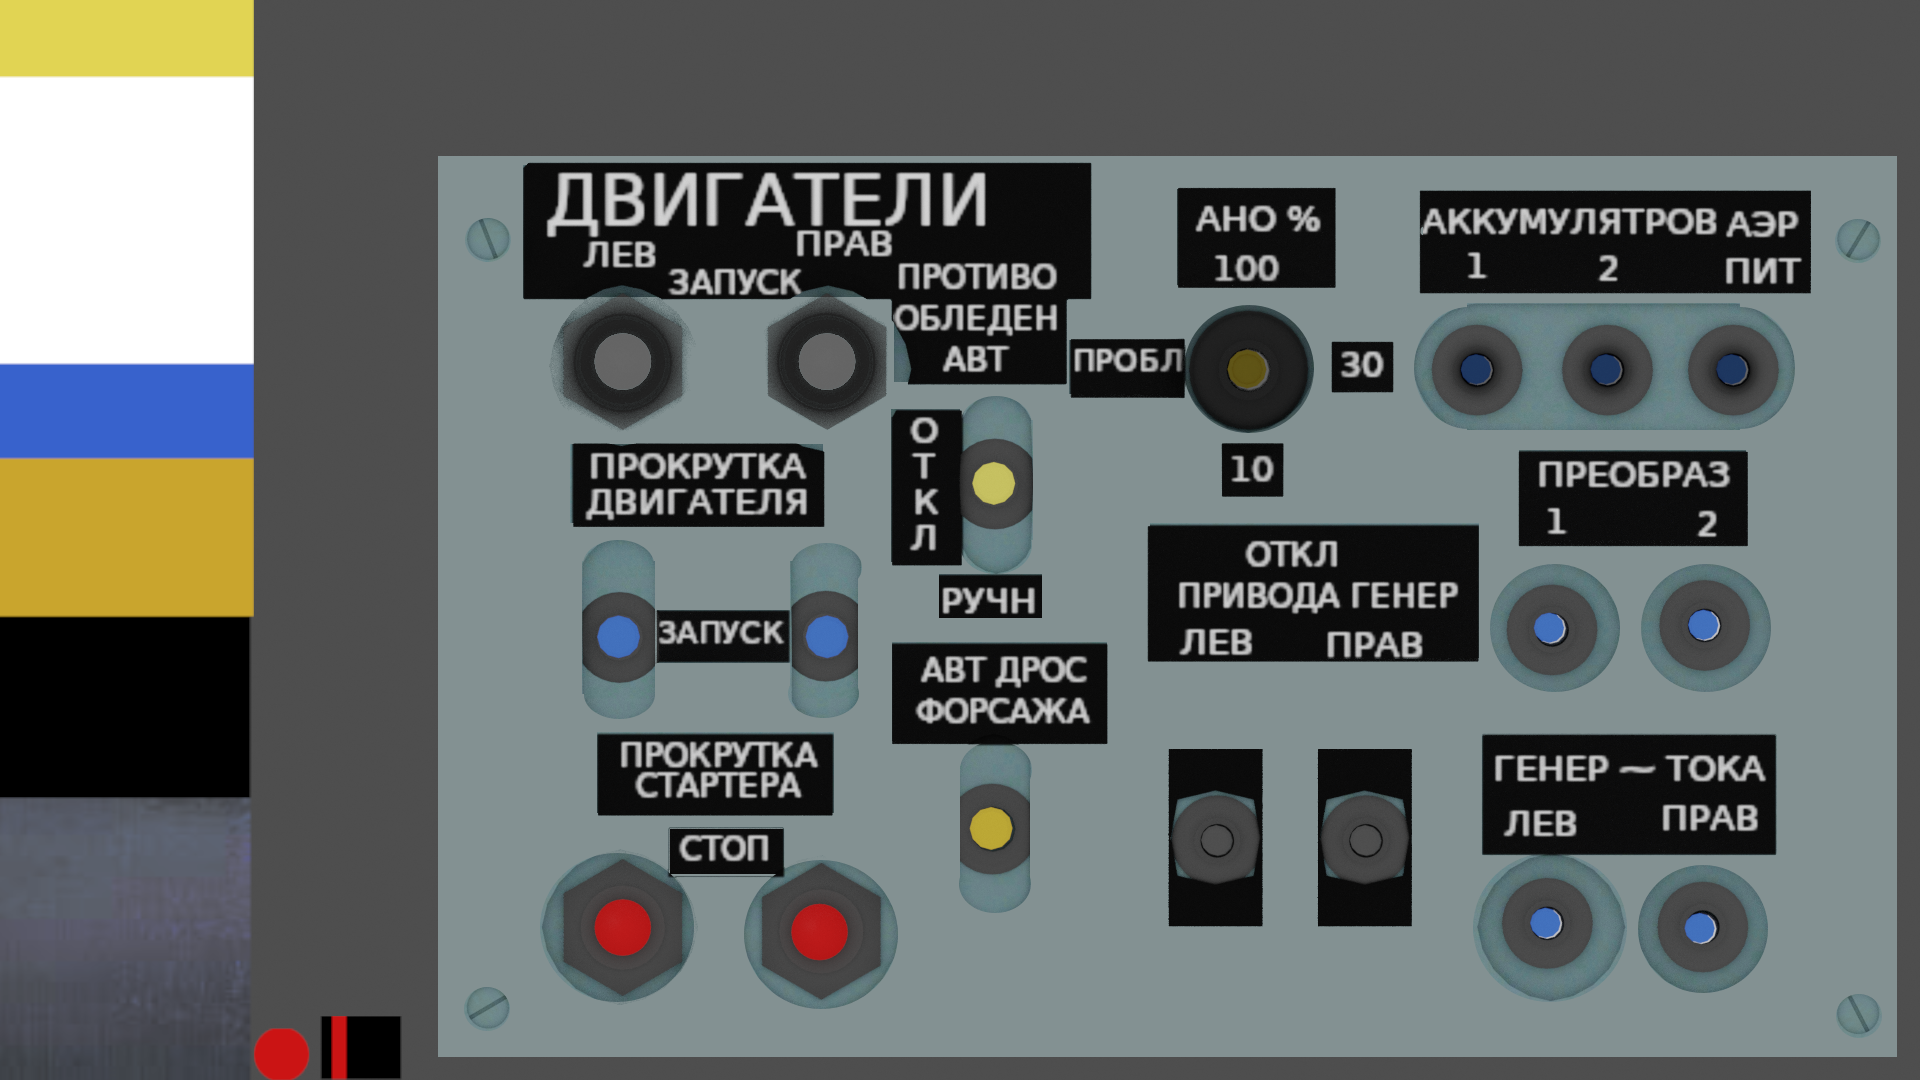 ДВИГАТЕЛИ
ЛЕВ ПРАВ
ЗАПУСК
ПРОТИВО
ОБЛЕДЕН
АВТ
ОТКЛ
РУЧН
ПРОКРУТКА
ДВИГАТЕЛЯ
ЗАПУСК
ПРОКРУТКА
СТАРТЕРА
СТОП
АВТ ДРОС
ФОРСАЖА
АНО %
100
ПРОБЛ
30
10
АККУМУЛЯТРОВ АЭР
1 2 ПИТ
ПРЕОБРАЗ
1 2
ОТКЛ
ПРИВОДА ГЕНЕР
ЛЕВ ПРАВ
ГЕНЕР ~ ТОКА
ЛЕВ ПРАВ